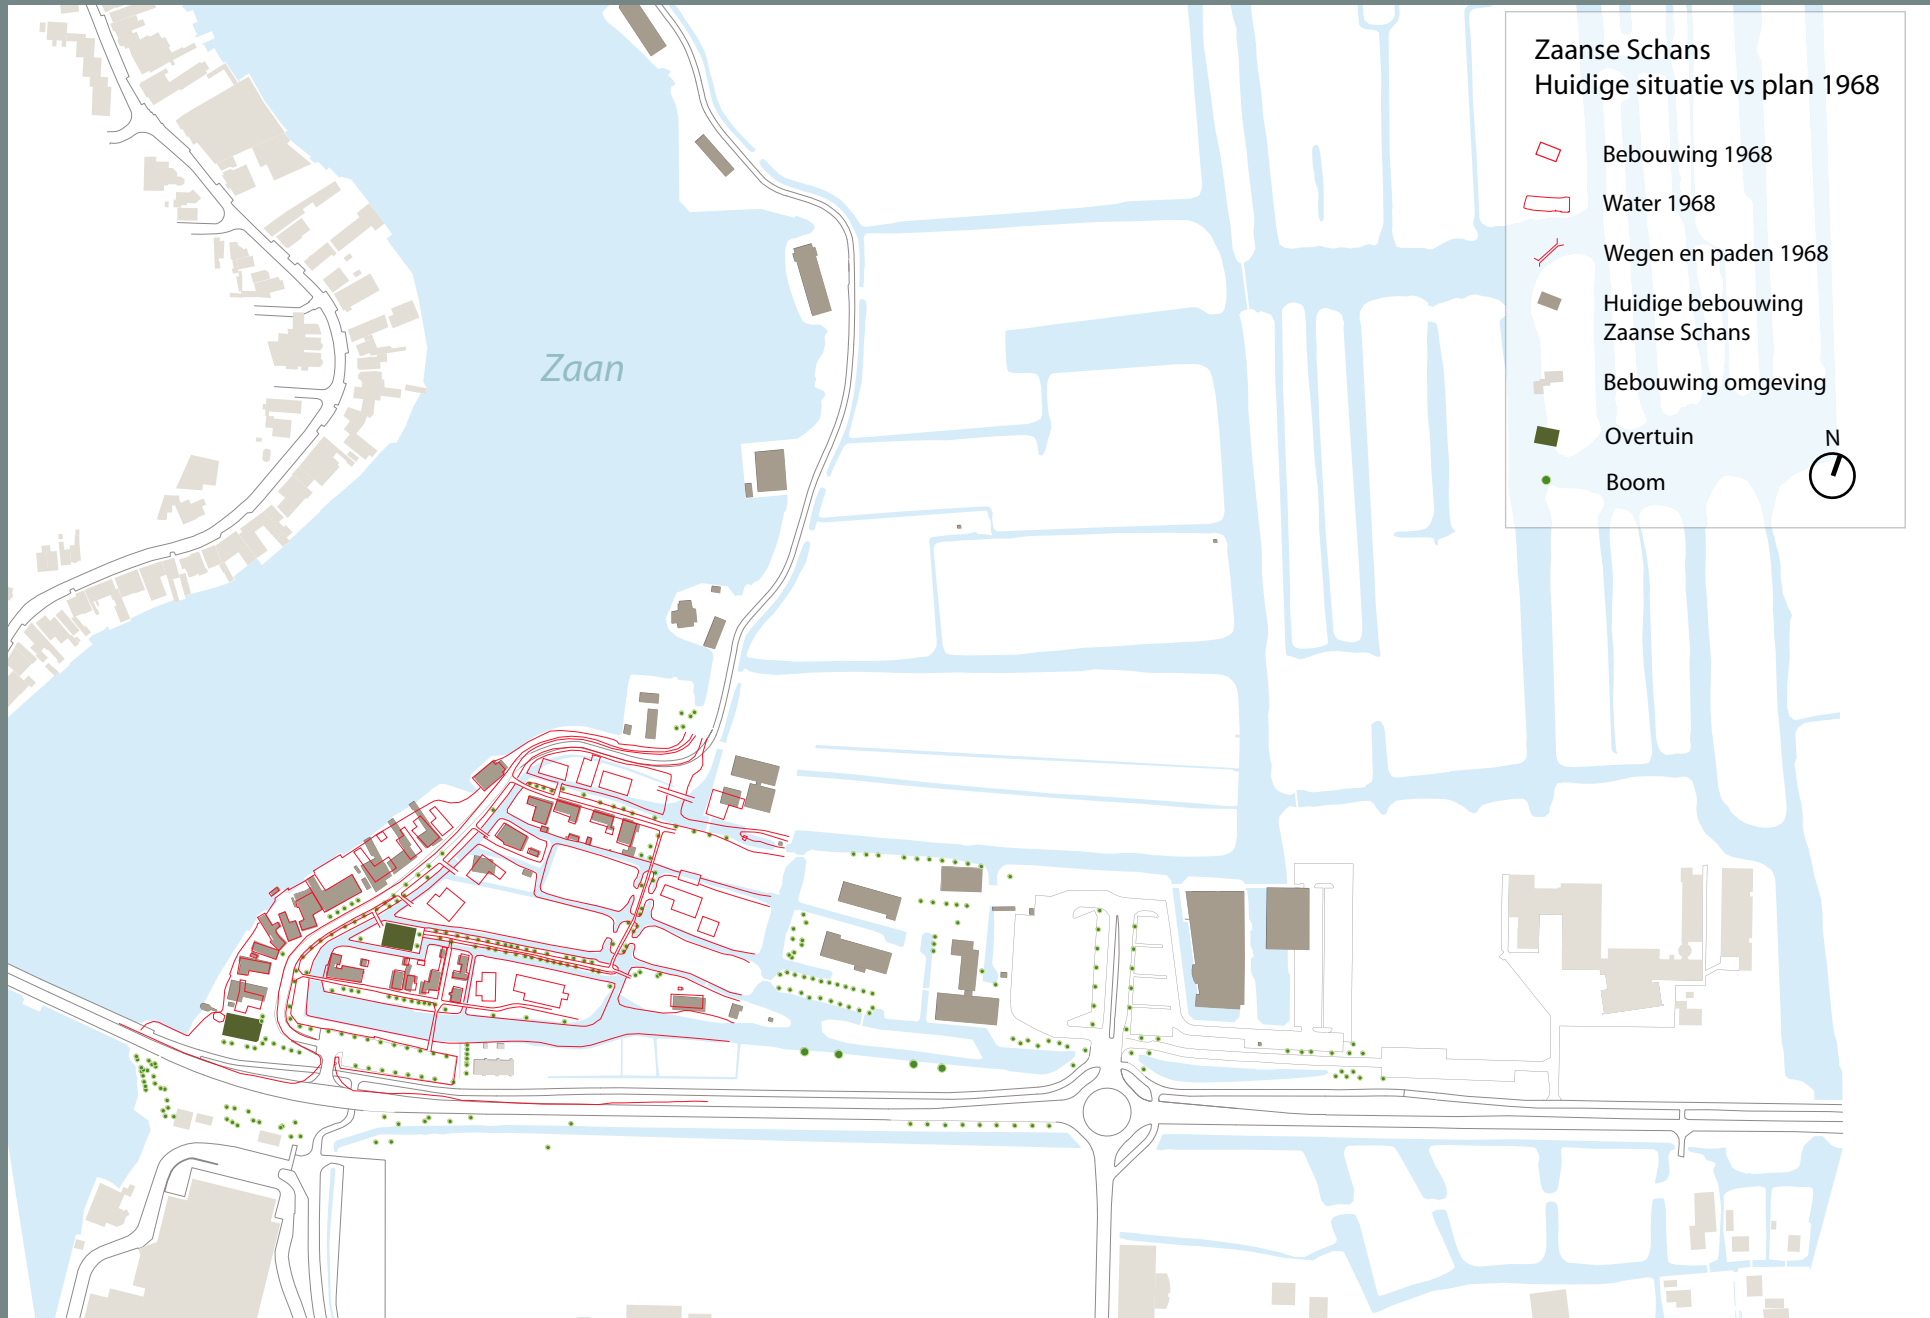 Zaanse Schans
Huidige situatie vs plan 1968
Bebouwing 1968
Water 1968
Wegen en paden 1968
Huidige bebouwing
Zaanse Schans
Bebouwing omgeving
Overtuin
Boom
N
Zaan